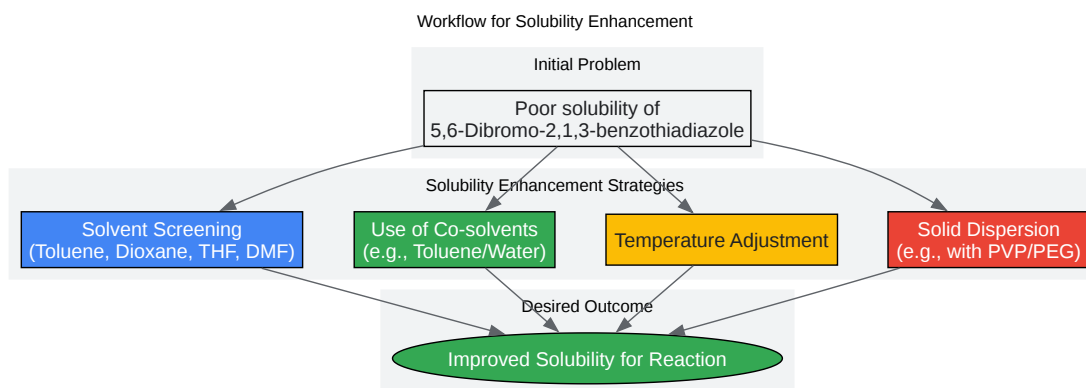 Workflow for Solubility Enhancement
Initial Problem
Poor solubility of
5,6-Dibromo-2,1,3-benzothiadiazole
Solubility Enhancement Strategies
Solvent Screening
(Toluene, Dioxane, THF, DMF)
Use of Co-solvents
(e.g., Toluene/Water)
Temperature Adjustment
Solid Dispersion
(e.g., with PVP/PEG)
Desired Outcome
Improved Solubility for Reaction